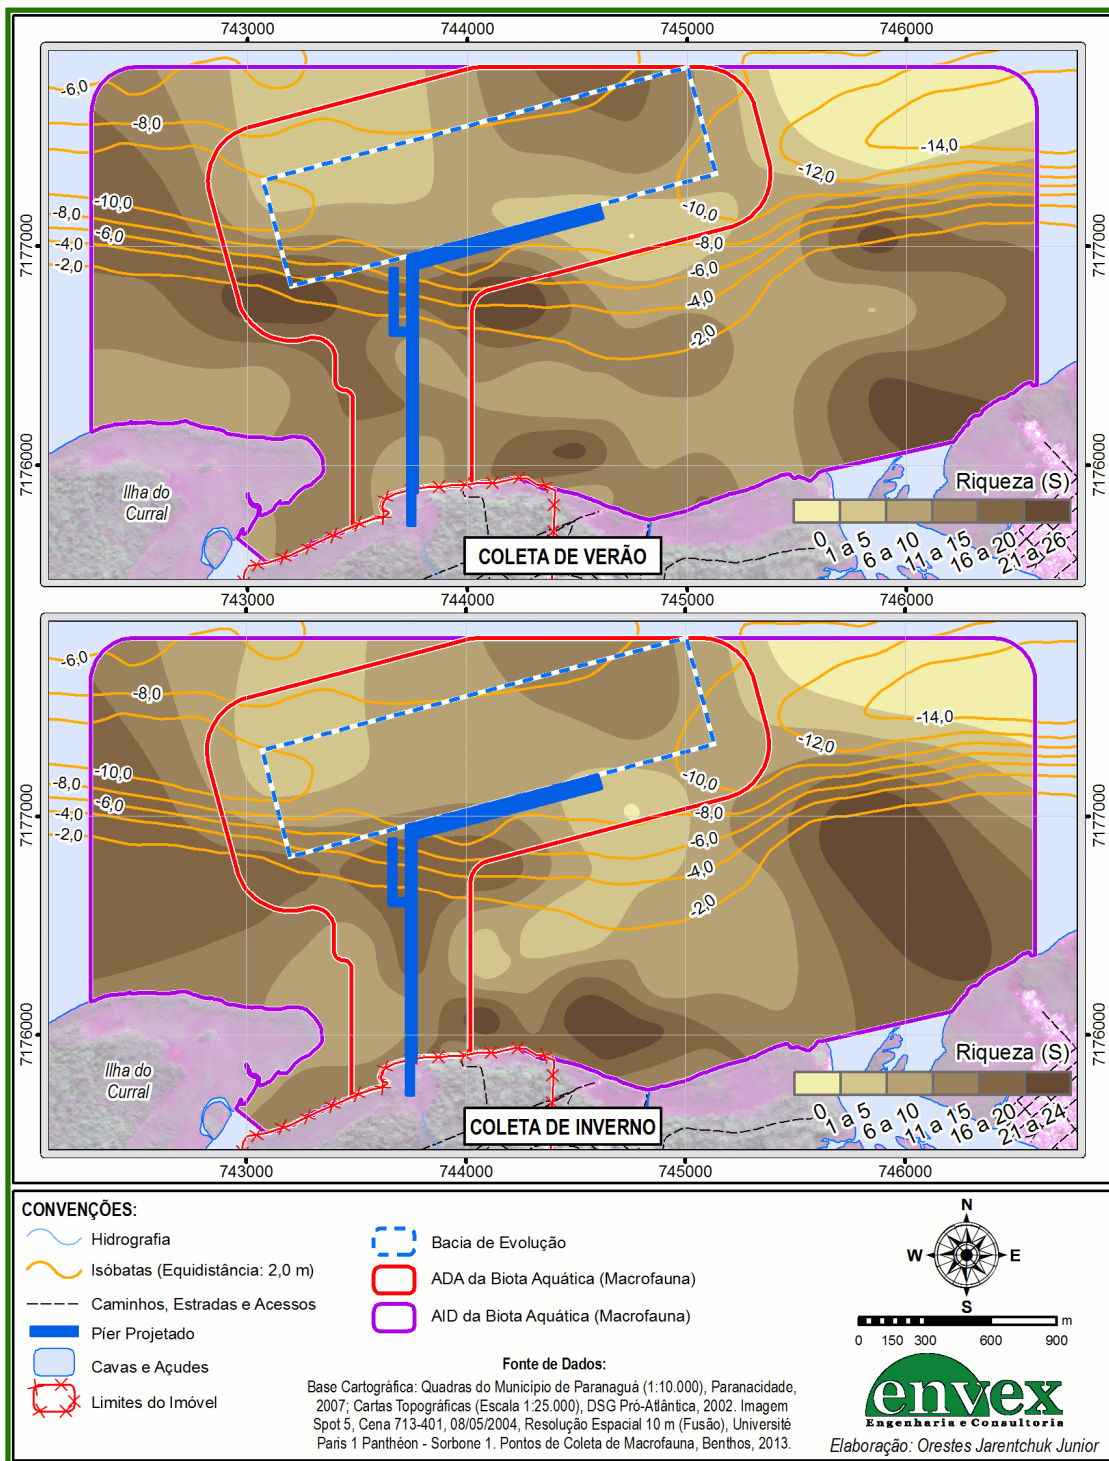 743000 744000 745000 746000
-6,0
-8,0
-14,0
-12,0
-10,0
-8,0
-10,0
-6,0
-4,0
-8,0
-2,0
-6,0
-4,0
-2,0
7177000
7177000
7176000
7176000
Ilha do
Curral
Riqueza (S)
0
1 a 5
6 a 10
11 a 15
16 a 20
21 a 26
COLETA DE VERÃO
743000 744000 745000 746000
-6,0
-8,0
-14,0
-12,0
-10,0
-8,0
-10,0
-6,0
-8,0
-4,0
-2,0
-6,0
-4,0
-2,0
7177000
7177000
7176000
7176000
Ilha do
Curral
Riqueza (S)
0
1 a 5
6 a 10
11 a 15
16 a 20
21 a 24
COLETA DE INVERNO
743000 744000 745000 746000
CONVENÇÕES:
Hidrografia
Isóbatas (Equidistância: 2,0 m)
Caminhos, Estradas e Acessos
Píer Projetado
Cavas e Açudes
Limites do Imóvel
Bacia de Evolução
ADA da Biota Aquática (Macrofauna)
AID da Biota Aquática (Macrofauna)
N
W E
S
m
0 150 300 600 900
Fonte de Dados:
Base Cartográfica: Quadras do Município de Paranaguá (1:10.000), Paranacidade,
2007; Cartas Topográficas (Escala 1:25.000), DSG Pró-Atlântica, 2002. Imagem
Spot 5, Cena 713-401, 08/05/2004, Resolução Espacial 10 m (Fusão), Université
Paris 1 Panthéon - Sorbone 1. Pontos de Coleta de Macrofauna, Benthos, 2013.
envex
Engenharia e Consultoria
Elaboração: Orestes Jarentchuk Junior